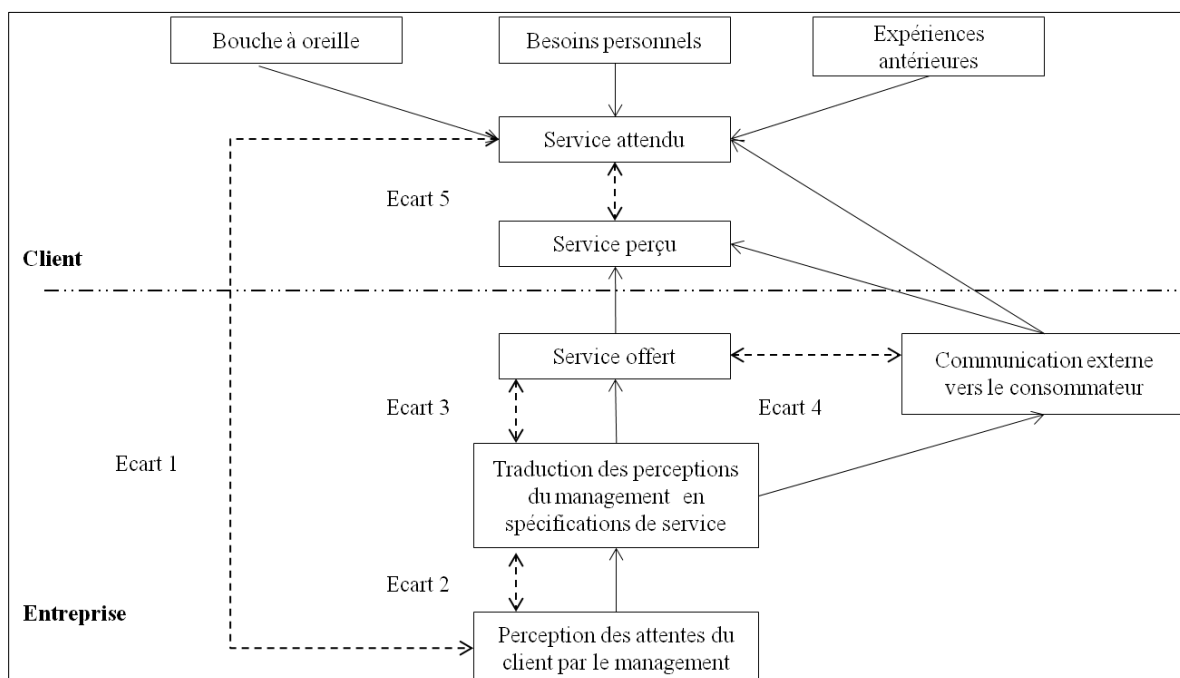 Bouche à oreille
Besoins personnels
Expériences
antérieures
Service attendu
Ecart 5
Service perçu
Client
Service offert
Communication externe
vers le consommateur
Ecart 3
Ecart 4
Ecart 1
Traduction des perceptions
du management en
spécifications de service
Ecart 2
Entreprise
Perception des attentes du
client par le management